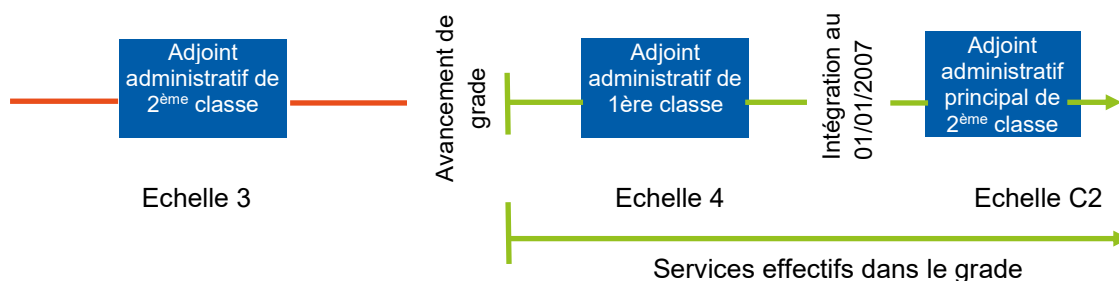 Adjoint
administratif de
2ème classe
Avancement de
grade
Adjoint
administratif de
1ère classe
Intégration au
01/01/2007
Adjoint
administratif
principal de
2ème classe
Echelle 3
Echelle 4
Echelle C2
Services effectifs dans le grade